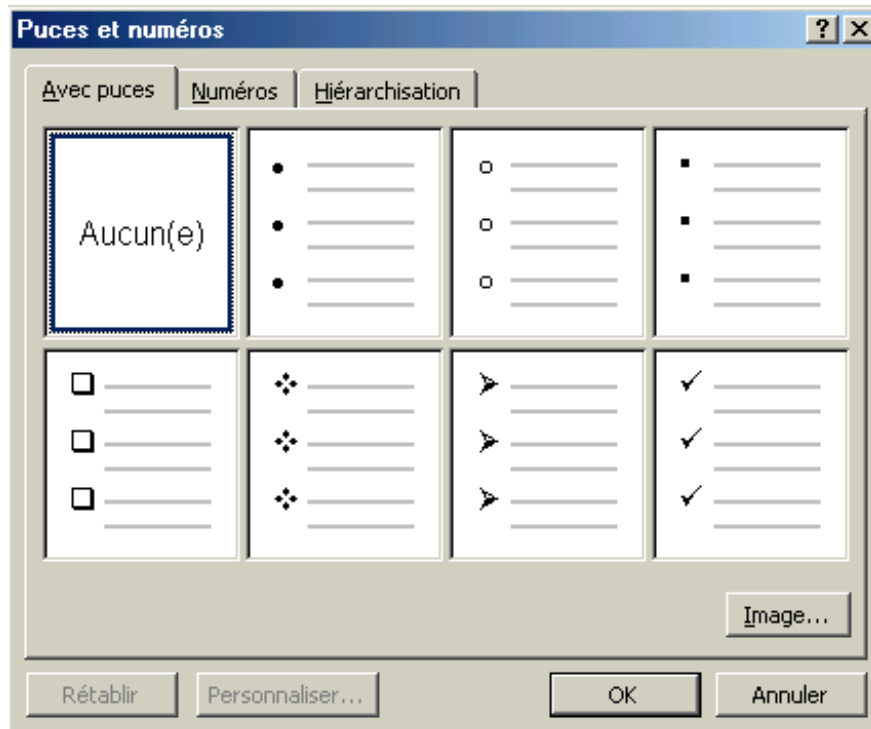 Puces et numéros
Avec puces Numéros Hiérarchisation
Aucun(e)
Image...
Rétablir Personnaliser... OK Annuler